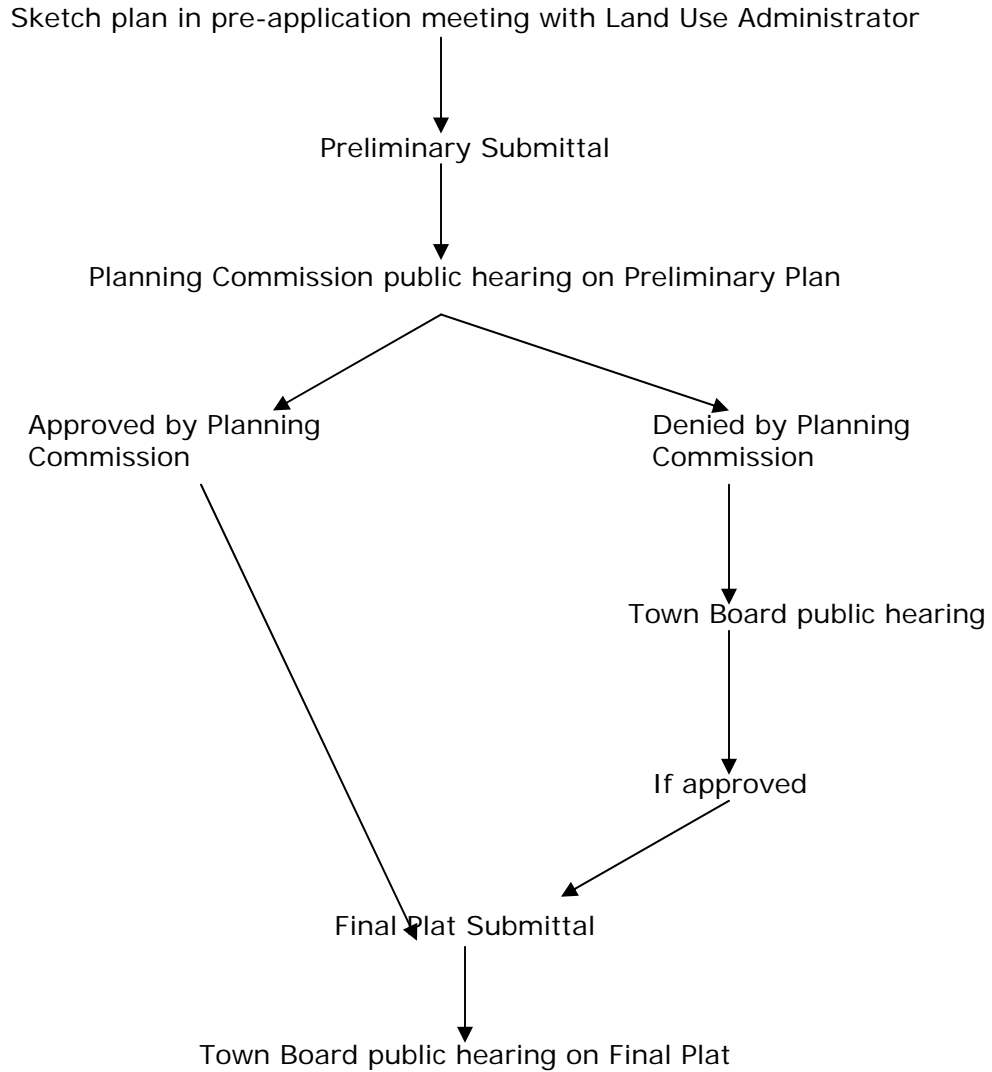 Sketch plan in pre-application meeting with Land Use Administrator
Preliminary Submittal
Planning Commission public hearing on Preliminary Plan
Approved by Planning
Commission
Denied by Planning
Commission
Town Board public hearing
If approved
Final Plat Submittal
Town Board public hearing on Final Plat